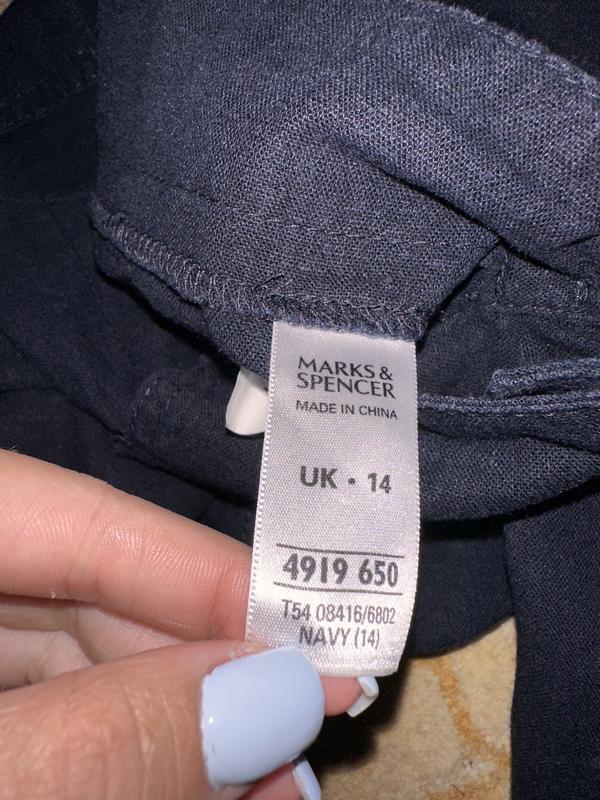 MARKS &
SPENCER
MADE IN CHINA
UK • 14
4919 650
T54 08416/6802
NAVY (14)